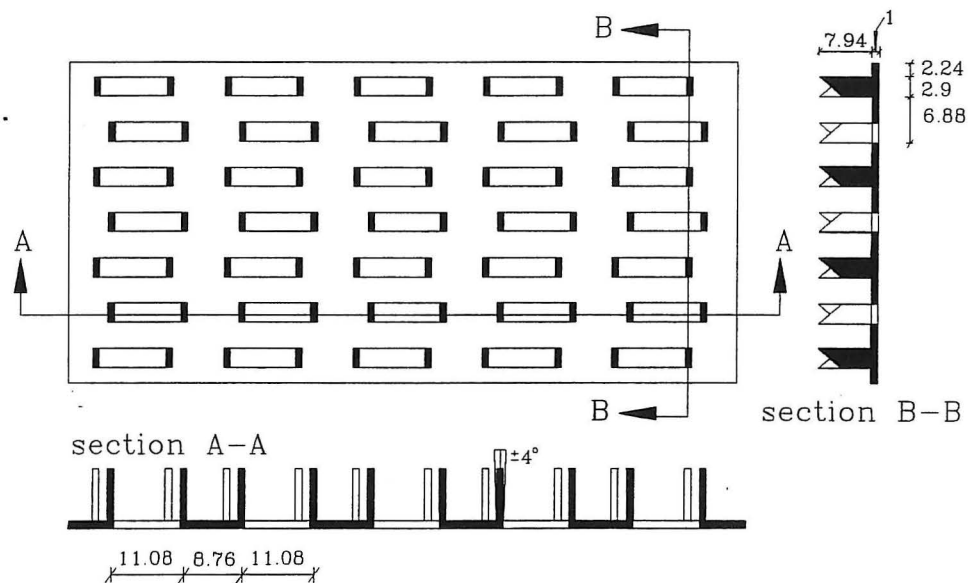 B
1
7.94
2.24
2.9
6.88
A
A
B
section B-B
section A-A
±4°
11.08
8.76
11.08